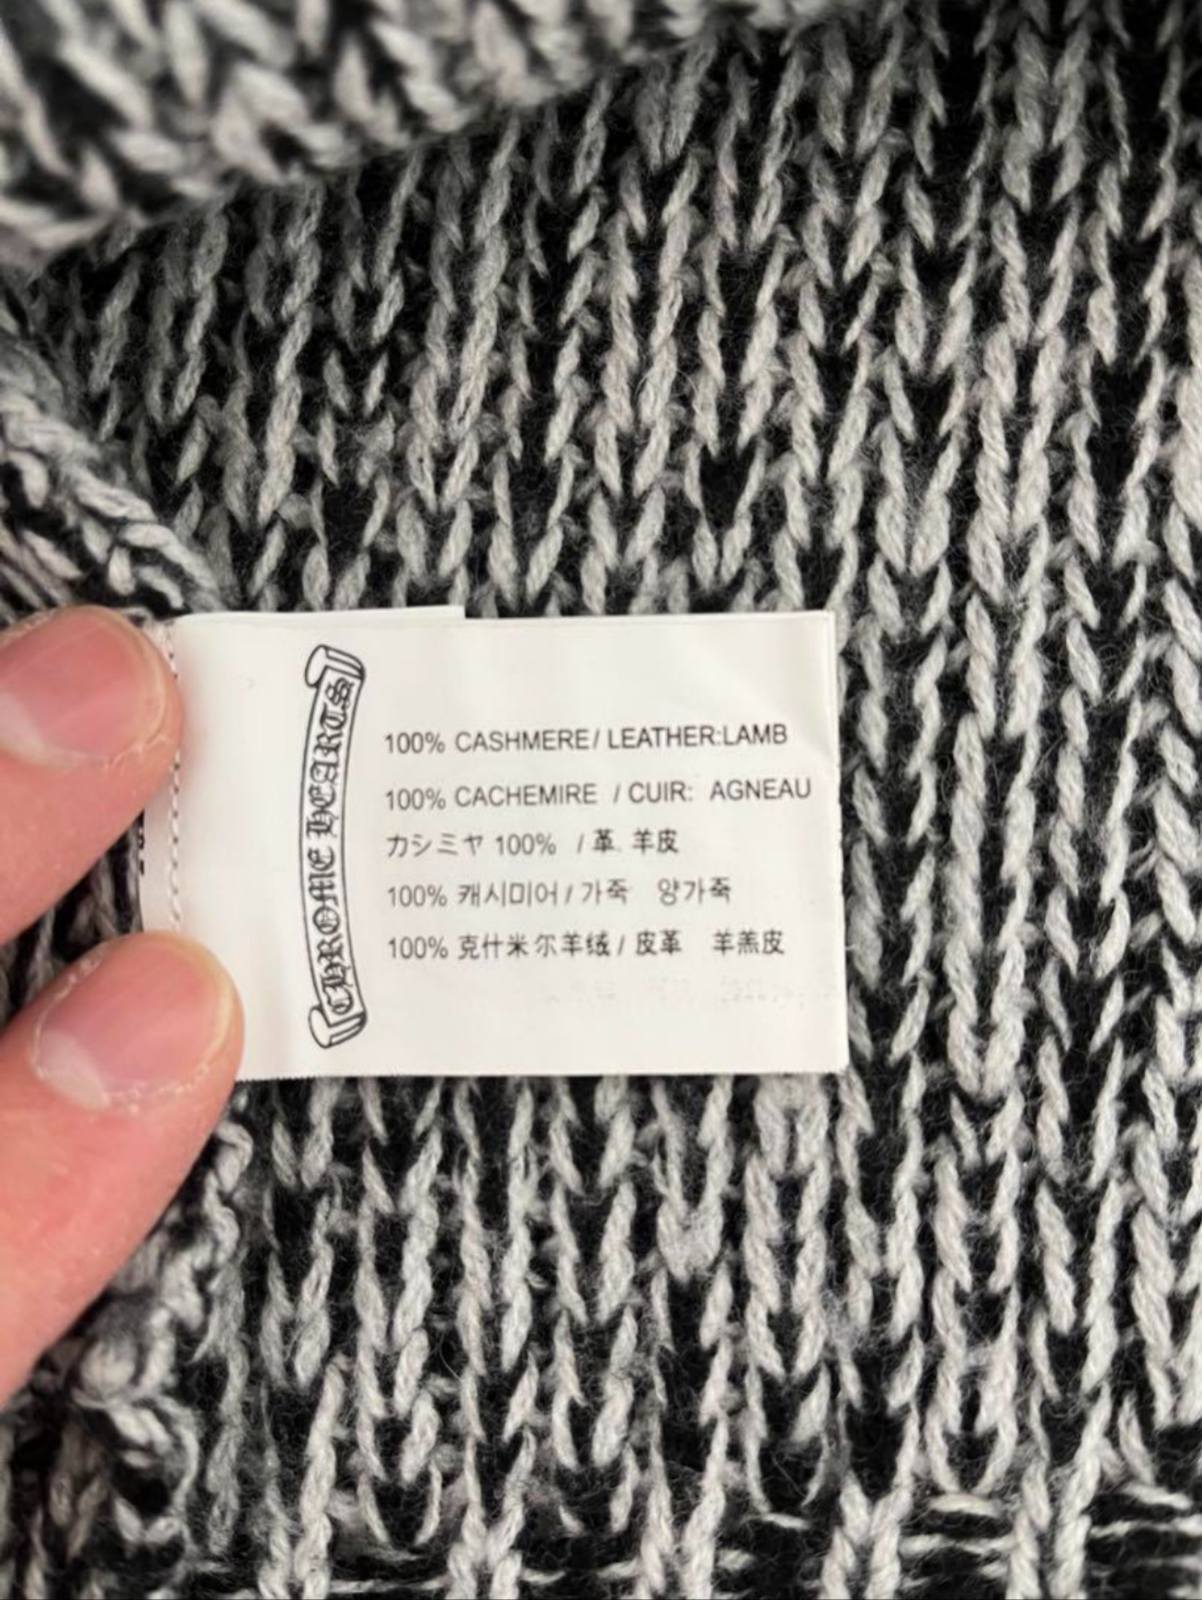 CHROME HEARTS
100% CASHMERE/ LEATHER:LAMB
100% CACHEMIRE / CUIR: AGNEAU
カシミヤ 100% / 革. 羊皮
100% 캐시미어 / 가죽 양가죽
100% 克什米尔羊绒 / 皮革 羊羔皮